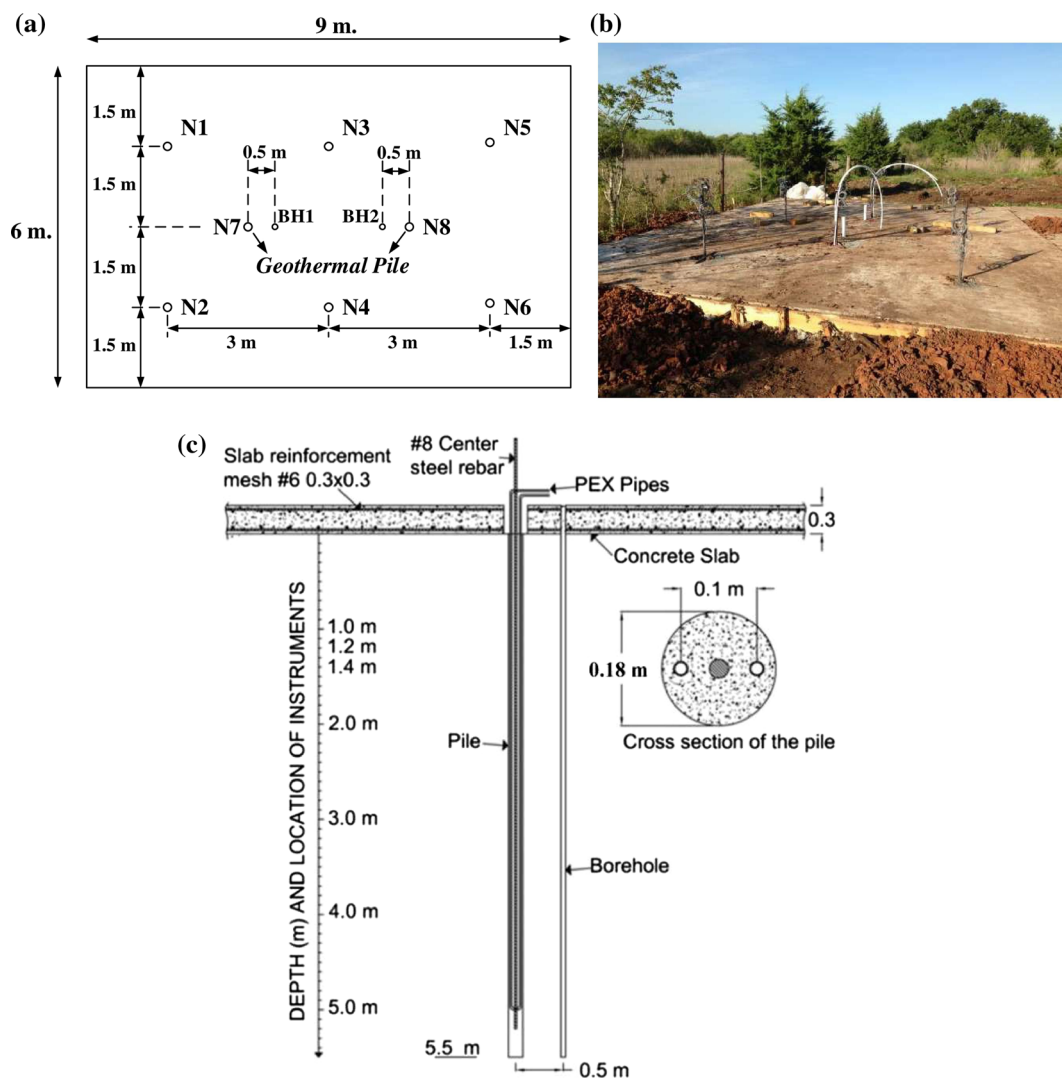 (a)
9 m.
(b)
1.5 m
N1
N3
N5
0.5 m
0.5 m
1.5 m
6 m.
N7
BH1
BH2
N8
Geothermal Pile
1.5 m
N2
N4
N6
3 m
3 m
1.5 m
1.5 m
(c)
#8 Center
steel rebar
Slab reinforcement
mesh #6 0.3x0.3
PEX Pipes
0.3
Concrete Slab
DEPTH (m) AND LOCATION OF INSTRUMENTS
1.0 m
1.2 m
1.4 m
2.0 m
3.0 m
4.0 m
5.0 m
5.5 m
0.1 m
0.18 m
Cross section of the pile
Pile
Borehole
0.5 m